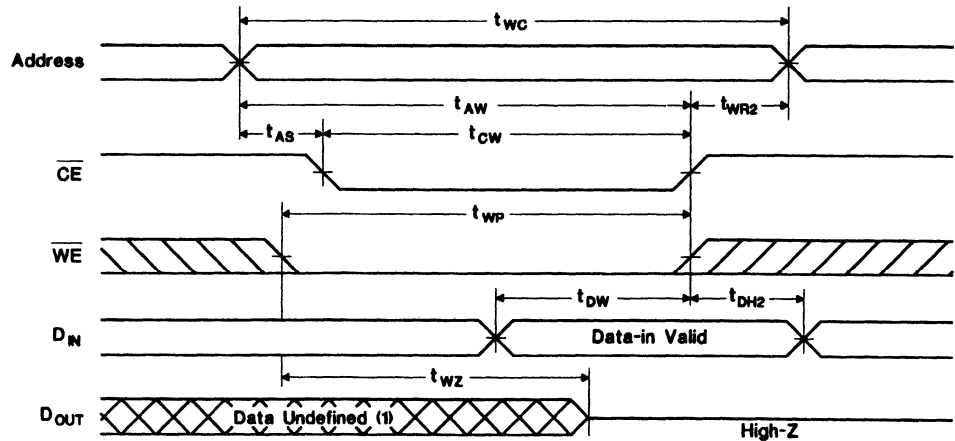 tWC
Address
tAW
tWR2
tAS
tCW
CE
tWP
WE
tDW
tDH2
DIN
Data-in Valid
tWZ
DOUT
Data Undefined (1)
High-Z